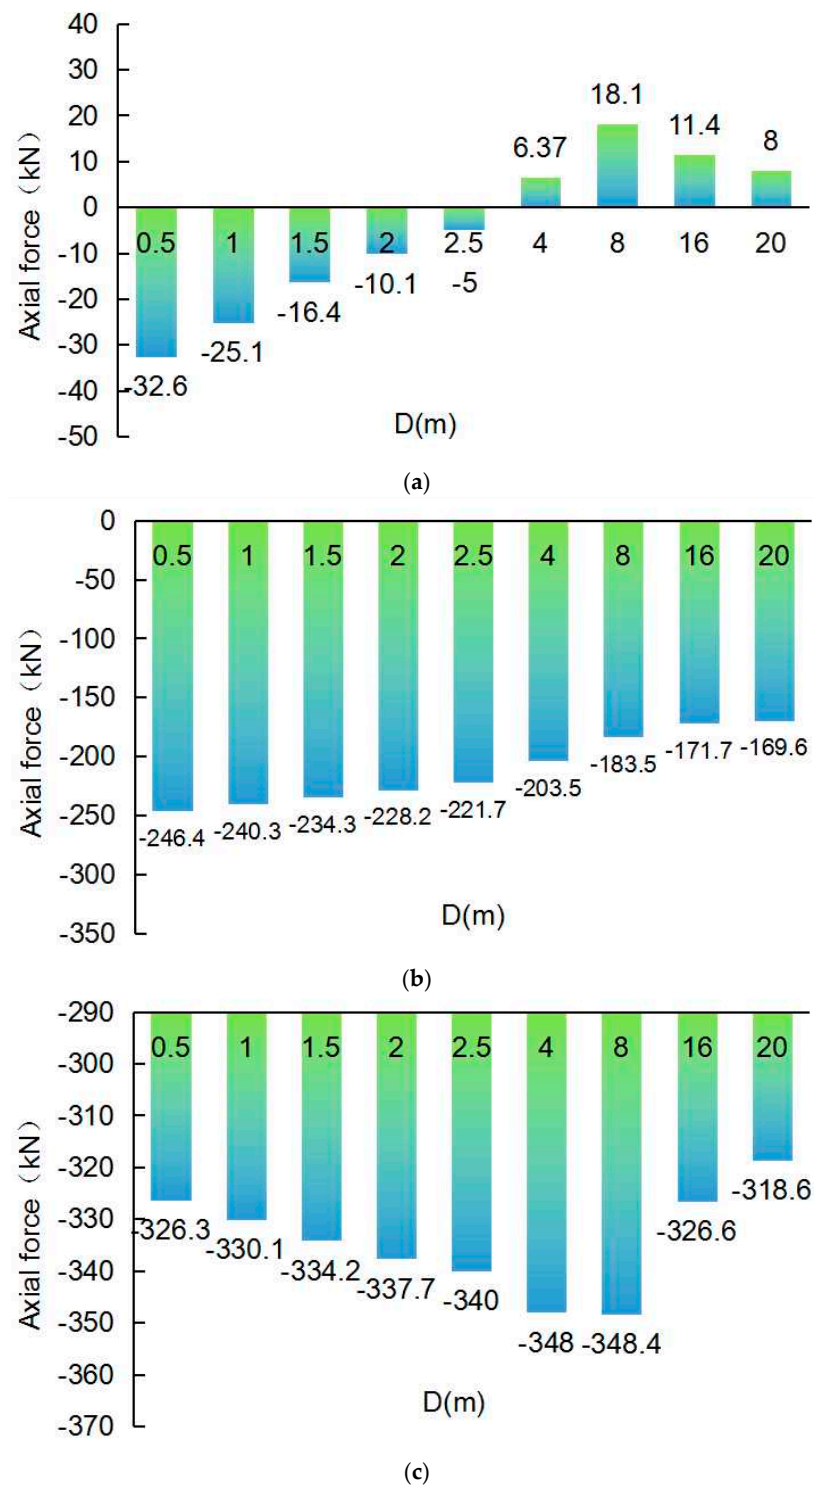 40
30
20
10
0
-10
-20
-30
-40
-50
Axial force（kN）
18.1
6.37
11.4
8
0.5 1 1.5 2 2.5 4 8 16 20
-5
-10.1
-16.4
-25.1
-32.6
D(m)
(a)
0
-50
-100
-150
-200
-250
-300
-350
Axial force（kN）
0.5 1 1.5 2 2.5 4 8 16 20
-246.4 -240.3 -234.3 -228.2 -221.7 -203.5 -183.5 -171.7 -169.6
D(m)
(b)
-290
-300
-310
-320
-330
-340
-350
-360
-370
Axial force（kN）
0.5 1 1.5 2 2.5 4 8 16 20
-326.3 -330.1 -334.2 -337.7 -340 -348 -348.4 -326.6 -318.6
D(m)
(c)